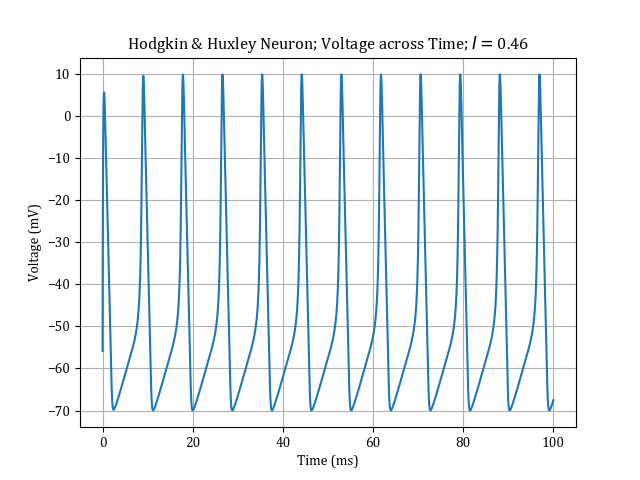 Hodgkin & Huxley Neuron; Voltage across Time; I = 0.46
10
0
−10
−20
−30
−40
−50
−60
−70
Voltage (mV)
0 20 40 60 80 100
Time (ms)